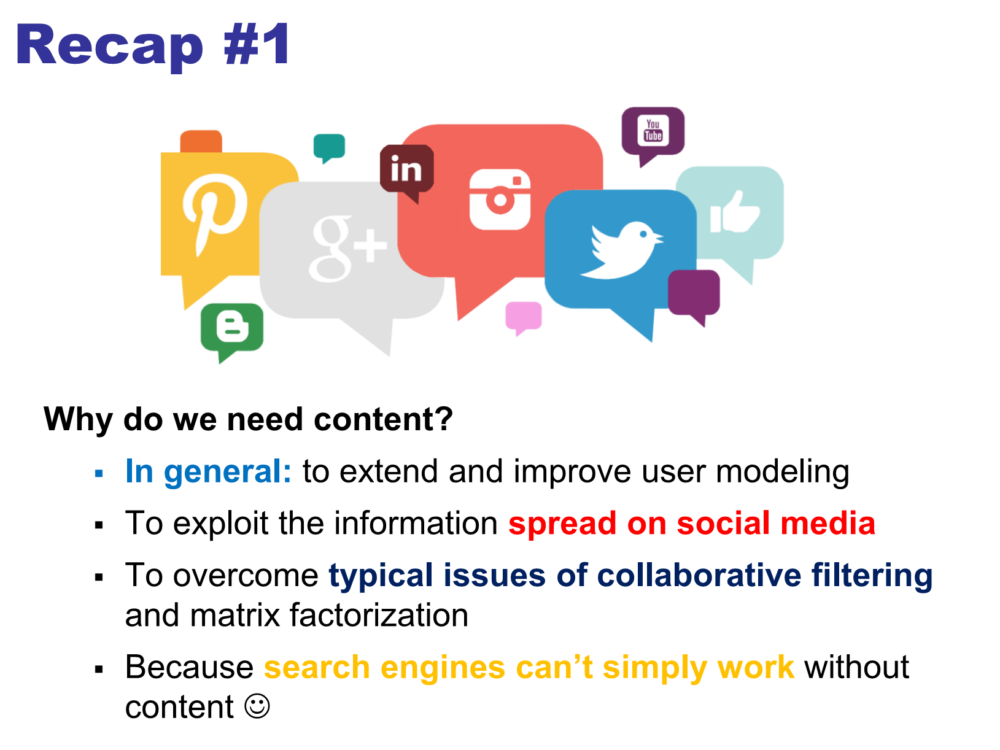 Recap #1
You
Tube
in
g+
Why do we need content?
▪ In general: to extend and improve user modeling
▪ To exploit the information spread on social media
▪ To overcome typical issues of collaborative filtering
and matrix factorization
▪ Because search engines can’t simply work without
content ☺